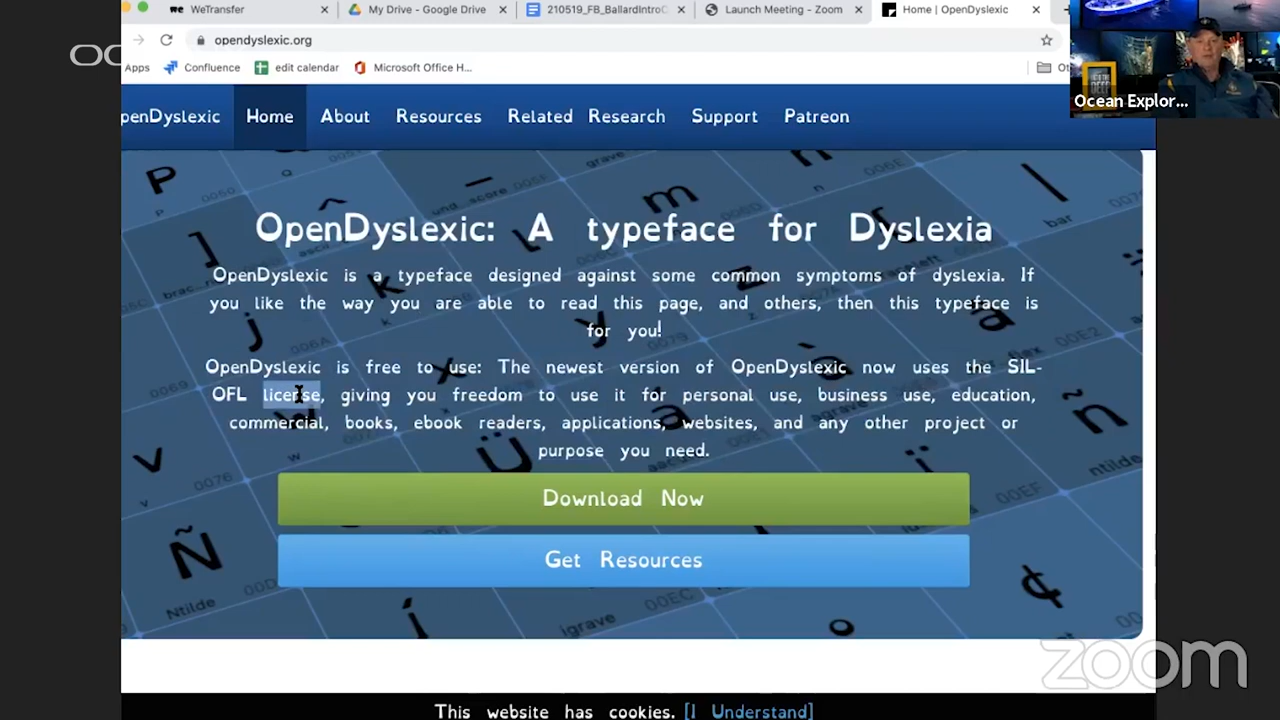 WeTransfer
My Drive - Google Drive
210519_FB_BallardIntro
Launch Meeting - Zoom
Home | OpenDyslexic
opendyslexic.org
Apps
Confluence
edit calendar
Microsoft Office H...
Ocean Explor...
penDyslexic
Home
About
Resources
Related Research
Support
Patreon
OpenDyslexic: A typeface for Dyslexia
OpenDyslexic is a typeface designed against some common symptoms of dyslexia. If
you like the way you are able to read this page, and others, then this typeface is
for you!
OpenDyslexic is free to use: The newest version of OpenDyslexic now uses the SIL-
OFL license, giving you freedom to use it for personal use, business use, education,
commercial, books, ebook readers, applications, websites, and any other project or
purpose you need.
Download Now
Get Resources
This website has cookies. [I Understand]
zoom